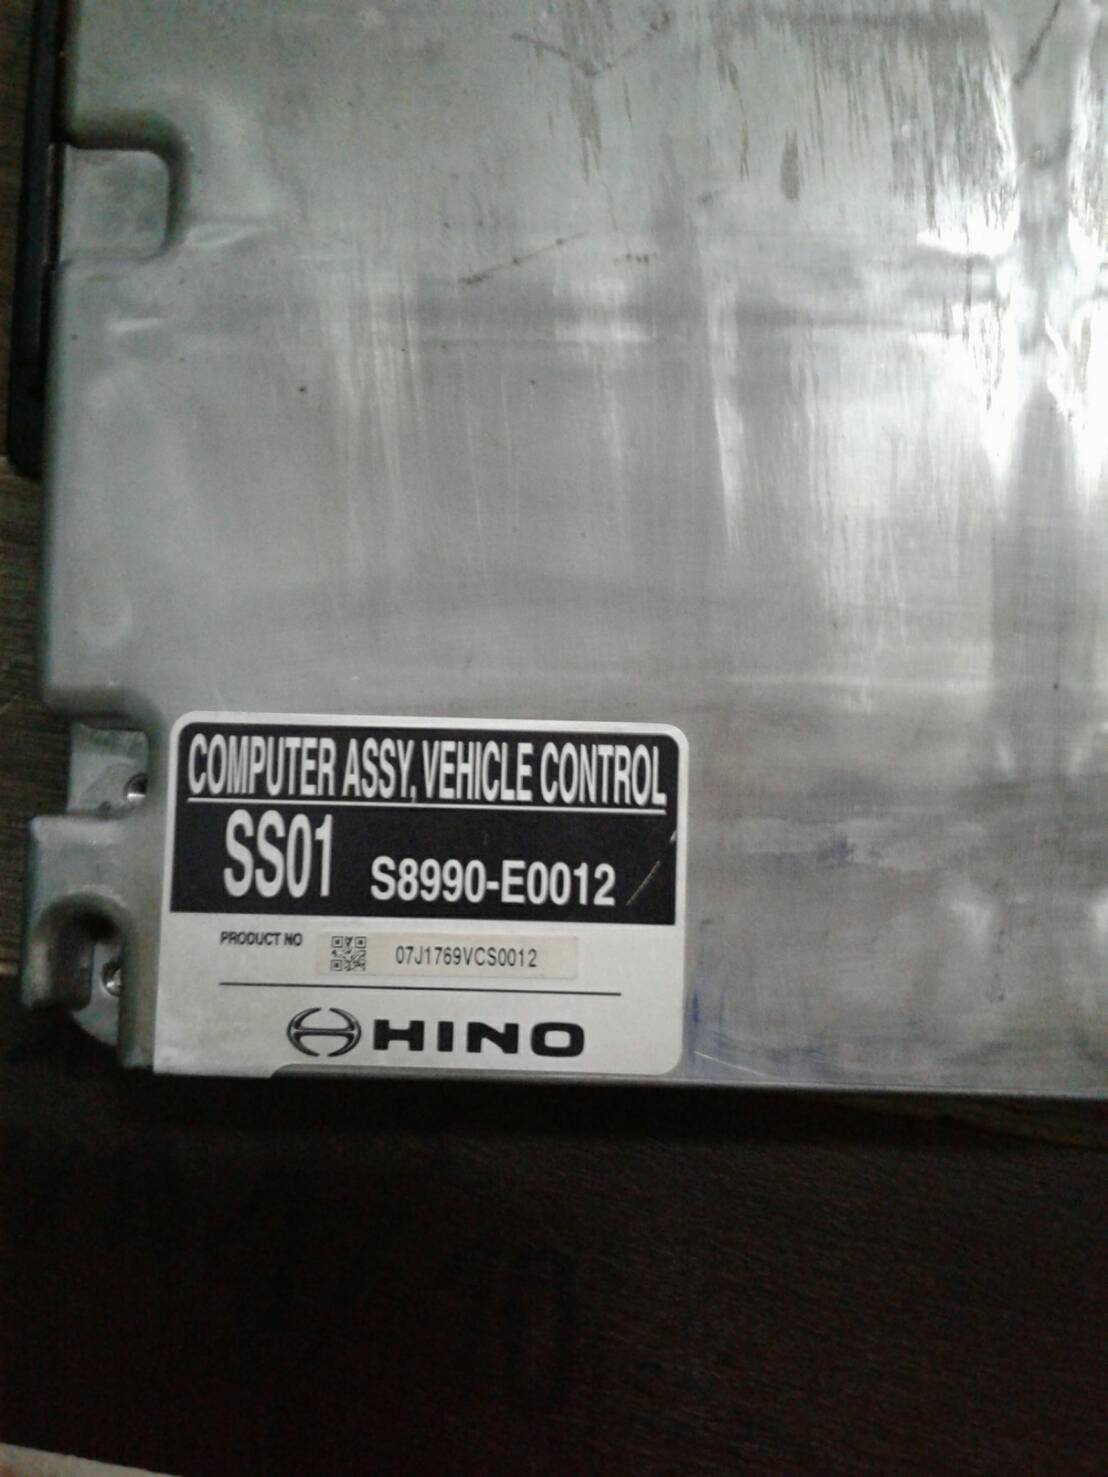 COMPUTER ASSY, VEHICLE CONTROL
SS01 S8990-E0012
PRODUCT NO 07J1769VCS0012
HINO